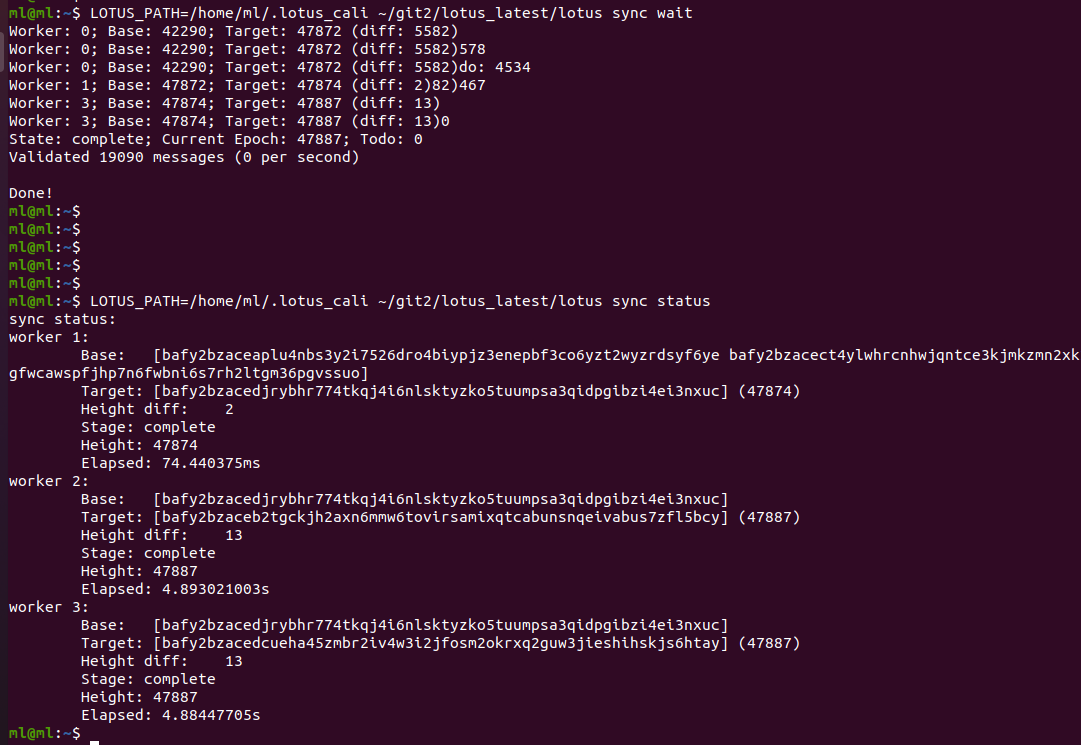 ml@ml:~$ LOTUS_PATH=/home/ml/.lotus_cali ~/git2/lotus_latest/lotus sync wait
Worker: 0; Base: 42290; Target: 47872 (diff: 5582)
Worker: 0; Base: 42290; Target: 47872 (diff: 5582)578
Worker: 0; Base: 42290; Target: 47872 (diff: 5582)do: 4534
Worker: 1; Base: 47872; Target: 47874 (diff: 2)82)467
Worker: 3; Base: 47874; Target: 47887 (diff: 13)
Worker: 3; Base: 47874; Target: 47887 (diff: 13)0
State: complete; Current Epoch: 47887; Todo: 0
Validated 19090 messages (0 per second)
Done!
ml@ml:~$
ml@ml:~$
ml@ml:~$
ml@ml:~$
ml@ml:~$
ml@ml:~$ LOTUS_PATH=/home/ml/.lotus_cali ~/git2/lotus_latest/lotus sync status
sync status:
worker 1:
Base: [bafy2bzaceaplu4nbs3y2i7526dro4biypjz3enepbf3co6yzt2wyzrdsyf6ye bafy2bzacect4ylwhrcnhwjqntce3kjmkzmn2xk
gfwcawspfjhp7n6fwbni6s7rh2ltgm36pgvssuo]
Target: [bafy2bzacedjrybhr774tkqj4i6nlsktyzko5tuumpsa3qidpgibzi4ei3nxuc] (47874)
Height diff: 2
Stage: complete
Height: 47874
Elapsed: 74.440375ms
worker 2:
Base: [bafy2bzacedjrybhr774tkqj4i6nlsktyzko5tuumpsa3qidpgibzi4ei3nxuc]
Target: [bafy2bzaceb2tgckjh2axn6mmw6tovirsamixqtcabunsnqeivabus7zfl5bcy] (47887)
Height diff: 13
Stage: complete
Height: 47887
Elapsed: 4.893021003s
worker 3:
Base: [bafy2bzacedjrybhr774tkqj4i6nlsktyzko5tuumpsa3qidpgibzi4ei3nxuc]
Target: [bafy2bzacedcueha45zmbr2iv4w3i2jfosm2okrxq2guw3jieshihskjs6htay] (47887)
Height diff: 13
Stage: complete
Height: 47887
Elapsed: 4.88447705s
ml@ml:~$